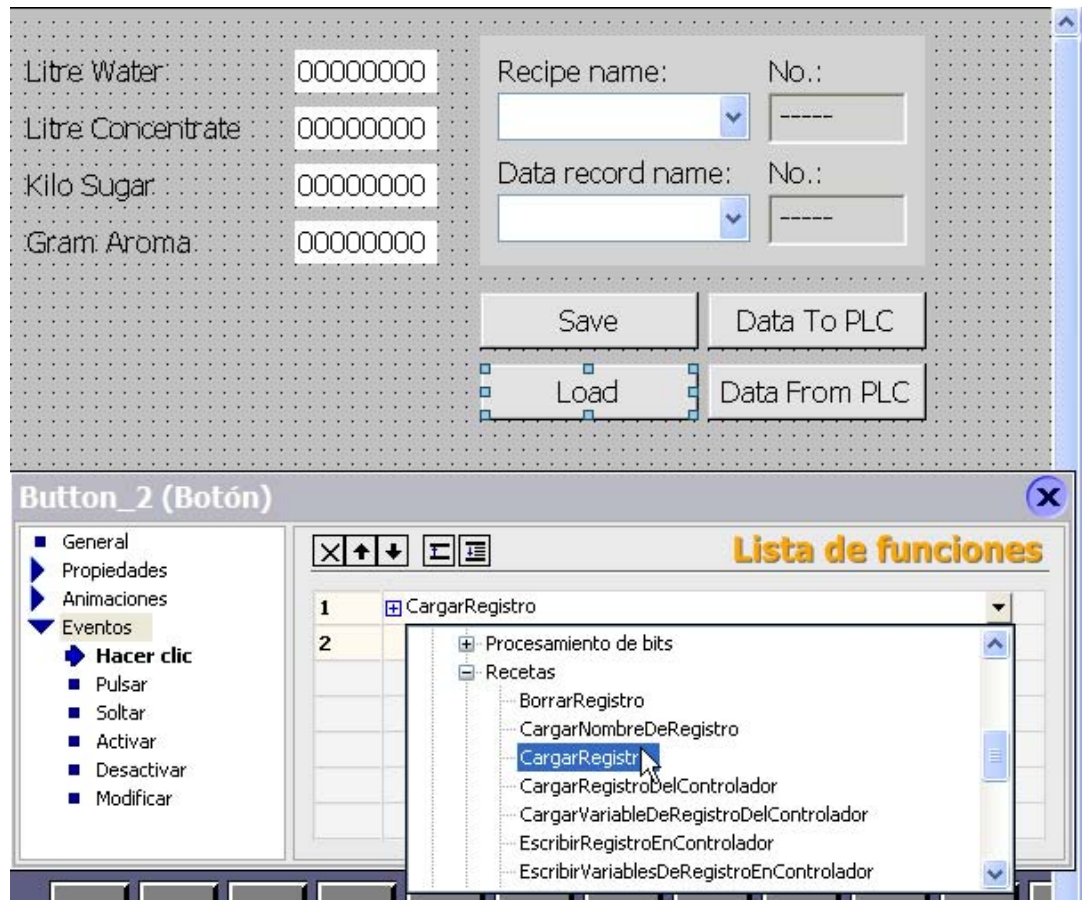 Litre Water: 00000000
Litre Concentrate 00000000
Kilo Sugar: 00000000
Gram Aroma: 00000000
Recipe name: No.:
-----
Data record name: No.:
-----
Save Data To PLC
Load Data From PLC
Button_2 (Botón)
General
Propiedades
Animaciones
Eventos
Hacer clic
Pulsar
Soltar
Activar
Desactivar
Modificar
Lista de funciones
1 CargarRegistro
2
Procesamiento de bits
Recetas
BorrarRegistro
CargarNombreDeRegistro
CargarRegistr
CargarRegistroDelControlador
CargarVariableDeRegistroDelControlador
EscribirRegistroEnControlador
EscribirVariablesDeRegistroEnControlador